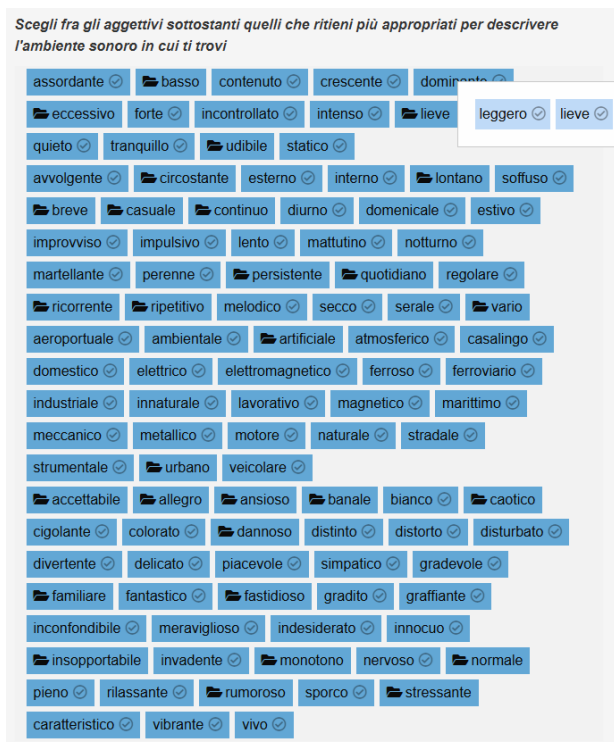 Scegli fra gli aggettivi sottostanti quelli che ritieni più appropriati per descrivere
l'ambiente sonoro in cui ti trovi
assordante basso contenuto crescente dominante
eccessivo forte incontrollato intenso lieve leggero lieve
quieto tranquillo udibile statico
avvolgente circostante esterno interno lontano soffuso
breve casuale continuo diurno domenicale estivo
improvviso impulsivo lento mattutino notturno
martellante perenne persistente quotidiano regolare
ricorrente ripetitivo melodico secco serale vario
aeroportuale ambientale artificiale atmosferico casalingo
domestico elettrico elettromagnetico ferroso ferroviario
industriale innaturale lavorativo magnetico marittimo
meccanico metallico motore naturale stradale
strumentale urbano veicolare
accettabile allegro ansioso banale bianco caotico
cigolante colorato dannoso distinto distorto disturbato
divertente delicato piacevole simpatico gradevole
familiare fantastico fastidioso gradito graffiante
inconfondibile meraviglioso indesiderato innocuo
insopportabile invadente monotono nervoso normale
pieno rilassante rumoroso sporco stressante
caratteristico vibrante vivo